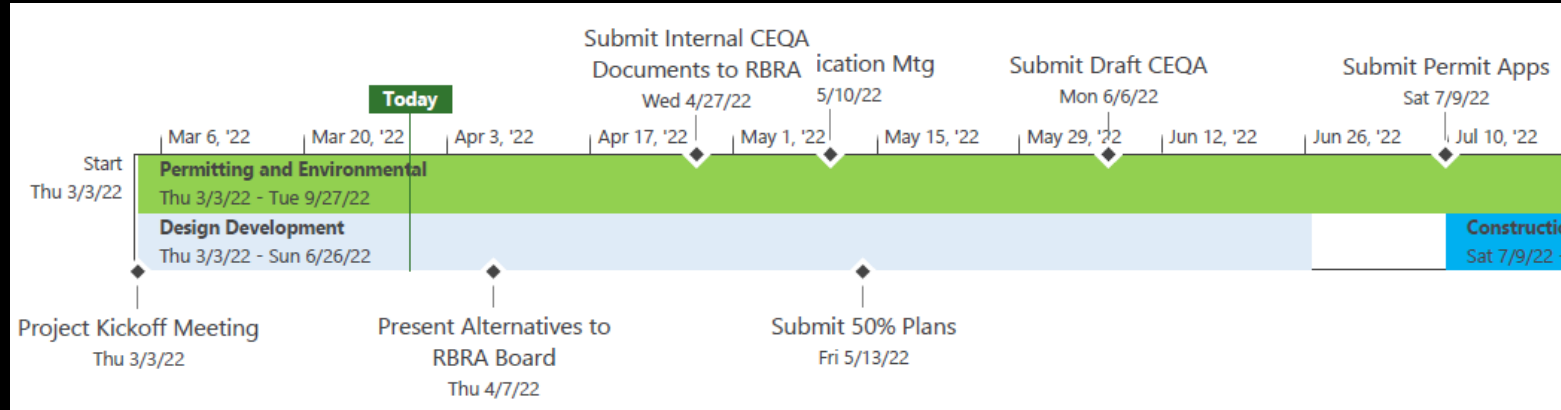 Submit Internal CEQA
Documents to RBRA
Wed 4/27/22
ication Mtg
5/10/22
Submit Draft CEQA
Mon 6/6/22
Submit Permit Apps
Sat 7/9/22
Today
Mar 6, '22 Mar 20, '22 Apr 3, '22 Apr 17, '22 May 1, '22 May 15, '22 May 29, '22 Jun 12, '22 Jun 26, '22 Jul 10, '22
Start
Thu 3/3/22
Permitting and Environmental
Thu 3/3/22 - Tue 9/27/22
Design Development
Thu 3/3/22 - Sun 6/26/22
Constructi
Sat 7/9/22 -
Project Kickoff Meeting
Thu 3/3/22
Present Alternatives to
RBRA Board
Thu 4/7/22
Submit 50% Plans
Fri 5/13/22